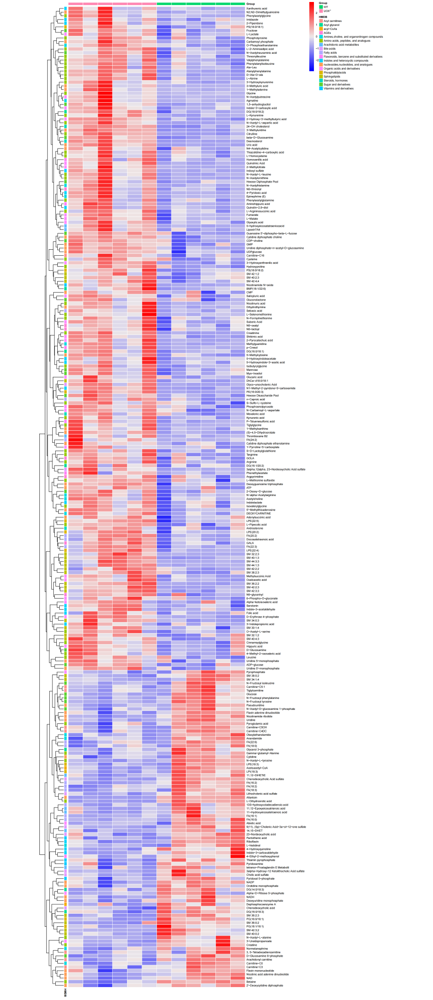 Group
Xanthurenic acid
N2,N2−Dimethylguanosine
Phenylacetylglycine
Imidazole
2−Piperidone
PS(18:0/18:1)
Fructose
L−Lactate
Phosphotyrosine
Carbamoyl phosphate
O−Phosphoethanolamine
L−2−Aminoadipic acid
N−Acetylneuraminic acid
Threonylleucine
Valylphenylalanine
Phenylalanylisoleucine
Ala−Leu
Alanylphenylalanine
D−Ala−D−ala
L−Abrine
3−Hydroxykynurenine
3−Methyluric acid
1−Methyladenine
Glycine
N−Acetylputrescine
Agmatine
1,5−anhydroglucitol
Indole−3−carboxylic acid
DG(18:0/18:2)
L−Kynurenine
2−Hydroxy−3−methylbutyric acid
N−Acetyl−L−aspartic acid
24−OH cholesterol
3−Methyluridine
Citrulline
beta−D−Glucosamine
Desmosterol
Uric acid
N4−Acetylcytidine
Thiazolidine−4−carboxylic acid
L−Homocysteine
Homovanillic acid
Quinolinic Acid
2−Methylcitrate
Indoxyl sulfate
N−Acetyl−L−leucine
N−Acetylornithine
Hexose Diphosphate Pool
N−Acetylhistamine
N6−threonyl
4−Pyridoxic acid
Epinephrine (E)
Phenylacetylglutamine
Aminohippuric acid
Quinolin−2,8−diol
L−Argininosuccinic acid
Fumarate
L−Malate
Glyoxylic acid
5−hydroxyeicosatatraeniocacid
Lipoxin?A4
Guanosine 5'−diphospho−beta−L−fucose
Cytidine diphosphate choline
CDP−choline
GMP
Uridine diphosphate−n−acetyl−D−glucosamine
UDPglucose
Carnitine−C16
Cysteine
3−Hydroxyanthranilic acid
Hydroxyproline
PS(18:0/18:2)
SM 42:1;2
SM 40:2;3
SM 42:4;4
Nicotinamide N−oxide
BMP(18:1/22:6)
CMP
Salicyluric acid
Gluconolactone
Nicotinuric acid
Dihydrothymine
Sebacic acid
L−Selenomethionine
N−Formylmethionine
Suberic Acid
N6−oxalyl
N6−lactoyl
Creatinine
Shikimic acid
2−Pyrocatechuic acid
Methylguanidine
p−Cresol
DG(16:0/18:1)
5−Methylcytosine
5−Hydroxyindoleacetate
5−Hydroxyindole−3−acetic acid
Isobutyrylglycine
Mannose
Myo−Inositol
Glucaric acid
DhCer d18:0/18:1
Glyco−ursocholanic Acid
N1−Methyl−2−pyridone−5−carboxamide
PE(16:0/20:3)
Hexose Disaccharide Pool
n−Caproic acid
S−Sulfo−L−cysteine
Phosphoenolpyruvate
N−Carbamoyl−L−aspartate
Mevalonic acid
Kynurenic acid
P−Toluenesulfonic acid
Tiglylglycine
1−Methylxanthine
(S)−4,5−Dihydroorotate
Thromboxane B2
FA(24:2)
Cytidine diphosphate ethanolamine
1−Pyrroline−5−carboxylate
S−D−Lactoylglutathione
Targinine
GOLA
Arginine
DG(16:1/20:2)
3alpha,12alpha, 23−Nordeoxycholic Acid sulfate
Phenethylacetate
Argpyrimidine
L−Methionine sulfoxide
Deoxyguanosine triphosphate
ATP
2−Deoxy−D−glucose
N−alpha−Acetylarginine
Acetylcholine
Indolelactate
Isovalerylglycine
5'−Methylthioadenosine
DEOXYCARNITINE
Adenylsuccinic acid
LPE(22:5)
L−Pipecolic acid
Androsterone
LPE(20:2)
FA(20:2)
Docosatetraenoic acid
GALA
FA(22:3)
LPE(22:4)
SM 32:2;3
SM 40:1;3
SM 44:3;3
SM 44:1;3
SM 42:2;2
SM 38:2;3
Methylsuccinic Acid
Oxaloacetic acid
SM 36:2;2
SM 42:2;3
SM 42:3;3
N6−glycerinyl
6−Phospho−D−gluconate
Alpha−ketoisovaleric acid
Serotonin
Indole−3−acetaldehyde
Folic acid
D−Erythrose 4−phosphate
SM 34:0;3
3−Indolepropionic acid
SM 30:1;4
O−Acetyl−L−serine
SM 32:1;2
SM 40:4;3
Cinnamoylglycine
Hippuric acid
D−Glucosamine
4−Methyl−2−oxovaleric acid
Leucine
Uridine 5−monophosphate
ADP−glucose
Uridine 5'−monophosphate
Pyrophosphate
SM 38:0;2
SM 34:1;4
N−Fructosyl isoleucine
Carnitine−C5:1
Tiglylcarnitine
Glucose
N−Fructosyl phenylalanine
N−Fructosyl tyrosine
Pseudouridine
N−Acetyl−D−glucosamine 1−phosphate
Flavin adenine dinucleotide
Nicotinamide ribotide
Uridine
Pyroglutamic acid
Carnitine−C5OH
Carnitine−C4DC
Oleoylethanolamide
Anandamide
FA(22:6)
FA(18:0)
Glycerol 3−phosphate
Gamma−glutamyl−Alanine
Cytidine
N−Acetyl−L−tyrosine
LPE(18:3)
Acetoacetyl−CoA
LPI(18:3)
11,12−DiHETrE
Chenodeoxycholic Acid sulfate
FA(16:2)
FA(18:2)
FA(18:3)
Lithocholenic acid sulfate
Allantoin
L−Dihydroorotic acid
13S−hydroxyoctadecadienoic acid
11,12−Epoxyeicosatrienoic acid
11−Hydroxyeicosatetraenoic acid
FA(16:1)
FA(16:0)
Abietic acid
9(11), (5β)−Cholenic Acid−3a−ol−12−one sulfate
14,15−DHET
23−Nordeoxycholic acid
Pantothenic acid
Riboflavin
L−histidinol
4−Hydroxyquinoline
Indole−3−carboxaldehyde
4−Ethyl−2−methoxyphenol
Thiamin pyrophosphate
Pyridoxamine
tetranor−Prostaglandin E Metabolit
3alpha−Hydroxy−12 Ketolithocholic Acid sulfate
Cholic acid sulfate
Pyridoxal 5−phosphate
NADP
Orotidine monophosphate
DG(14:0/18:3)
Alpha−D−Ribose 5−phosphate
NADH
Deoxyuridine monophosphate
Dephosphocoenzyme A
Chenodeoxycholic acid
DG(16:0/18:3)
SM 36:2;3
PG(16:0/18:1)
SM 36:0;2
PG(18:1/18:1)
SM 42:3;2
SM 40:0;2
N−Acetyl−L−alanine
3−Ureidopropanoate
Creatine
Normetanephrine
3, 5−Tetradecadiencarnitine
D−Glucosamine 6−phosphate
Arachidonyl carnitine
Carnitine−C0
Carnitine−C3
Flavin mononucleotide
Nicotinic acid adenine dinucleotide
NAD
Betaine
2'−Deoxycytidine diphosphate
HMDB
2
1
0
−1
−2
Group
WT
UOX
HMDB
Acyl carnitines
Acyl glycerol
acyl−CoAs
AGEs
Amines,choline, and organonitrogen compounds
Amino acids, peptides, and analogues
Arachidonic acid metabolites
Bile acids
Fatty acids
Flavonoids, benzene and substituted derivatives
Indoles and heterocyclic compounds
nucleosides,nucleotides, and analogues
Organic acids and derivatives
Phosphatidylacids
Sphingolipids
Steroids, hormones
Sugar and derivatives
Vitamins and derivatives